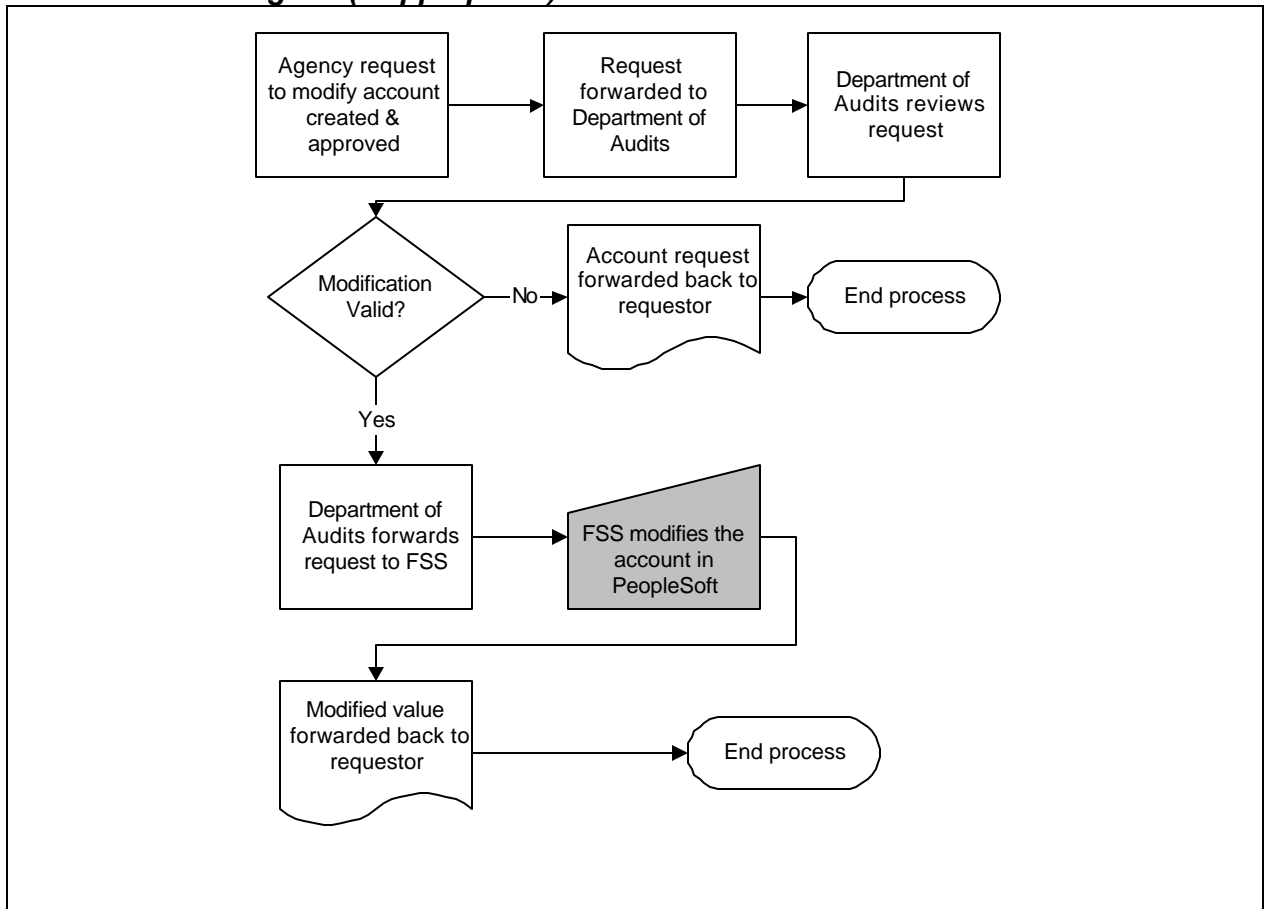 Agency request
to modify account
created &
approved
Request
forwarded to
Department of
Audits
Department of
Audits reviews
request
Modification
Valid?
No
Account request
forwarded back to
requestor
End process
Yes
Department of
Audits forwards
request to FSS
FSS modifies the
account in
PeopleSoft
Modified value
forwarded back to
requestor
End process